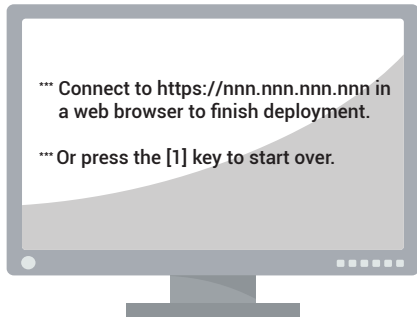 *** Connect to https://nnn.nnn.nnn.nnn in
a web browser to finish deployment.
*** Or press the [1] key to start over.